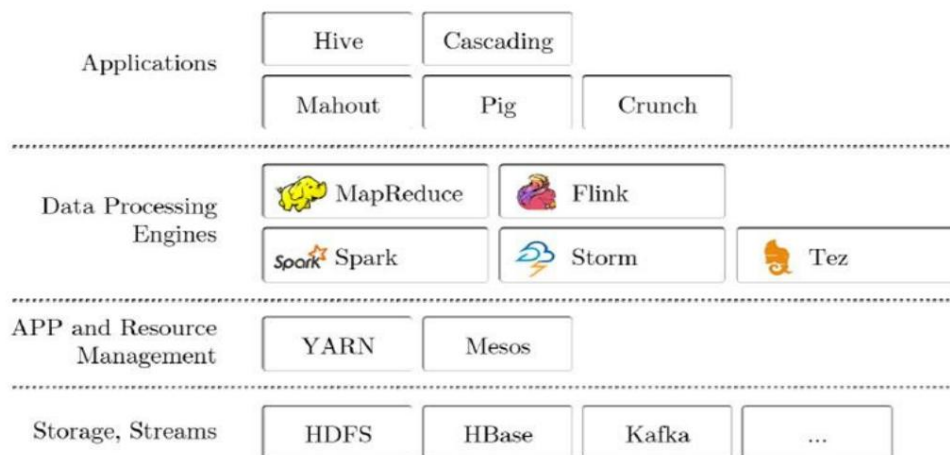 Applications
Hive Cascading
Mahout Pig Crunch
Data Processing
Engines
MapReduce Flink
Spark Spark Storm Tez
APP and Resource
Management
YARN Mesos
Storage, Streams
HDFS HBase Kafka ...